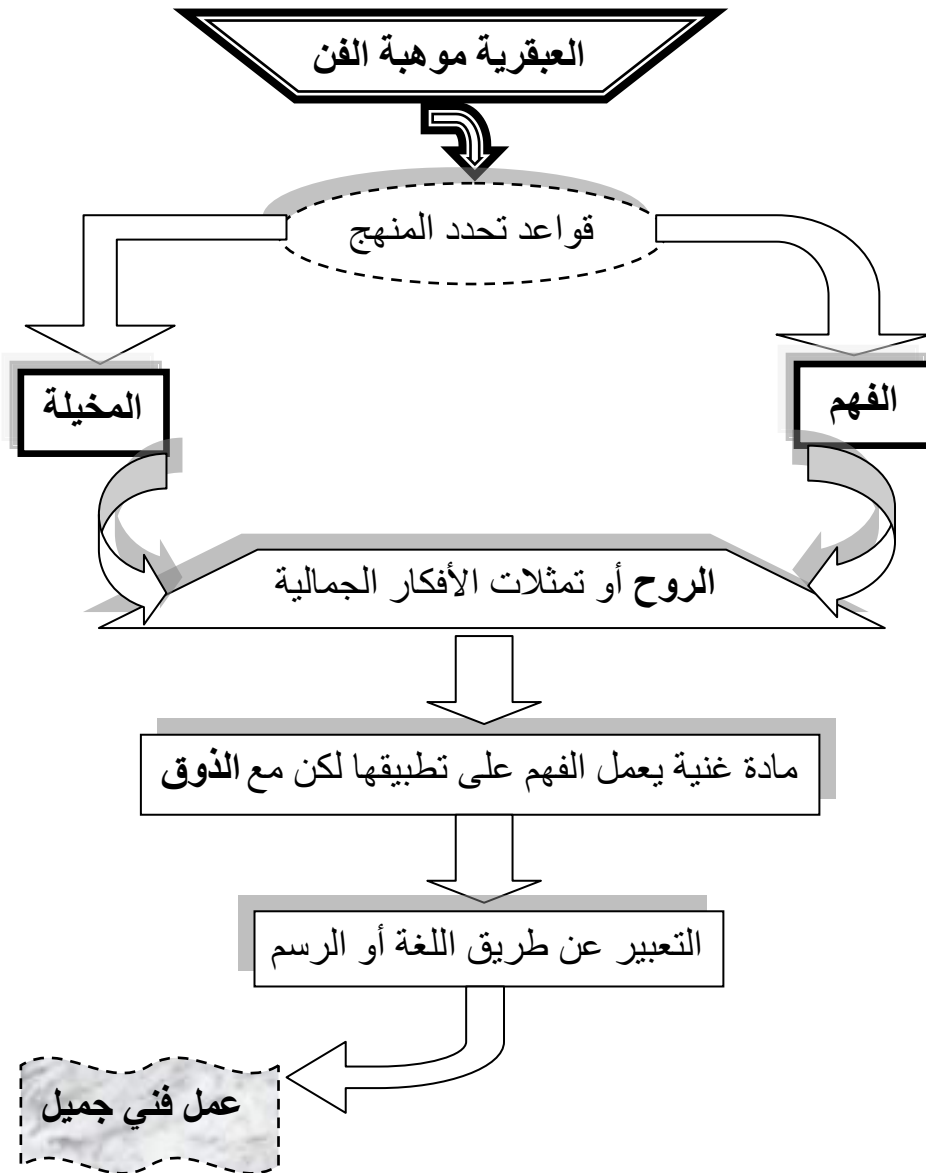 العبقرية موهبة الفن
قواعد تحدد المنهج
الفهم
المخيلة
الروح أو تمثلات الأفكار الجمالية
مادة غنية يعمل الفهم على تطبيقها لكن مع الذوق
التعبير عن طريق اللغة أو الرسم
عمل فني جميل